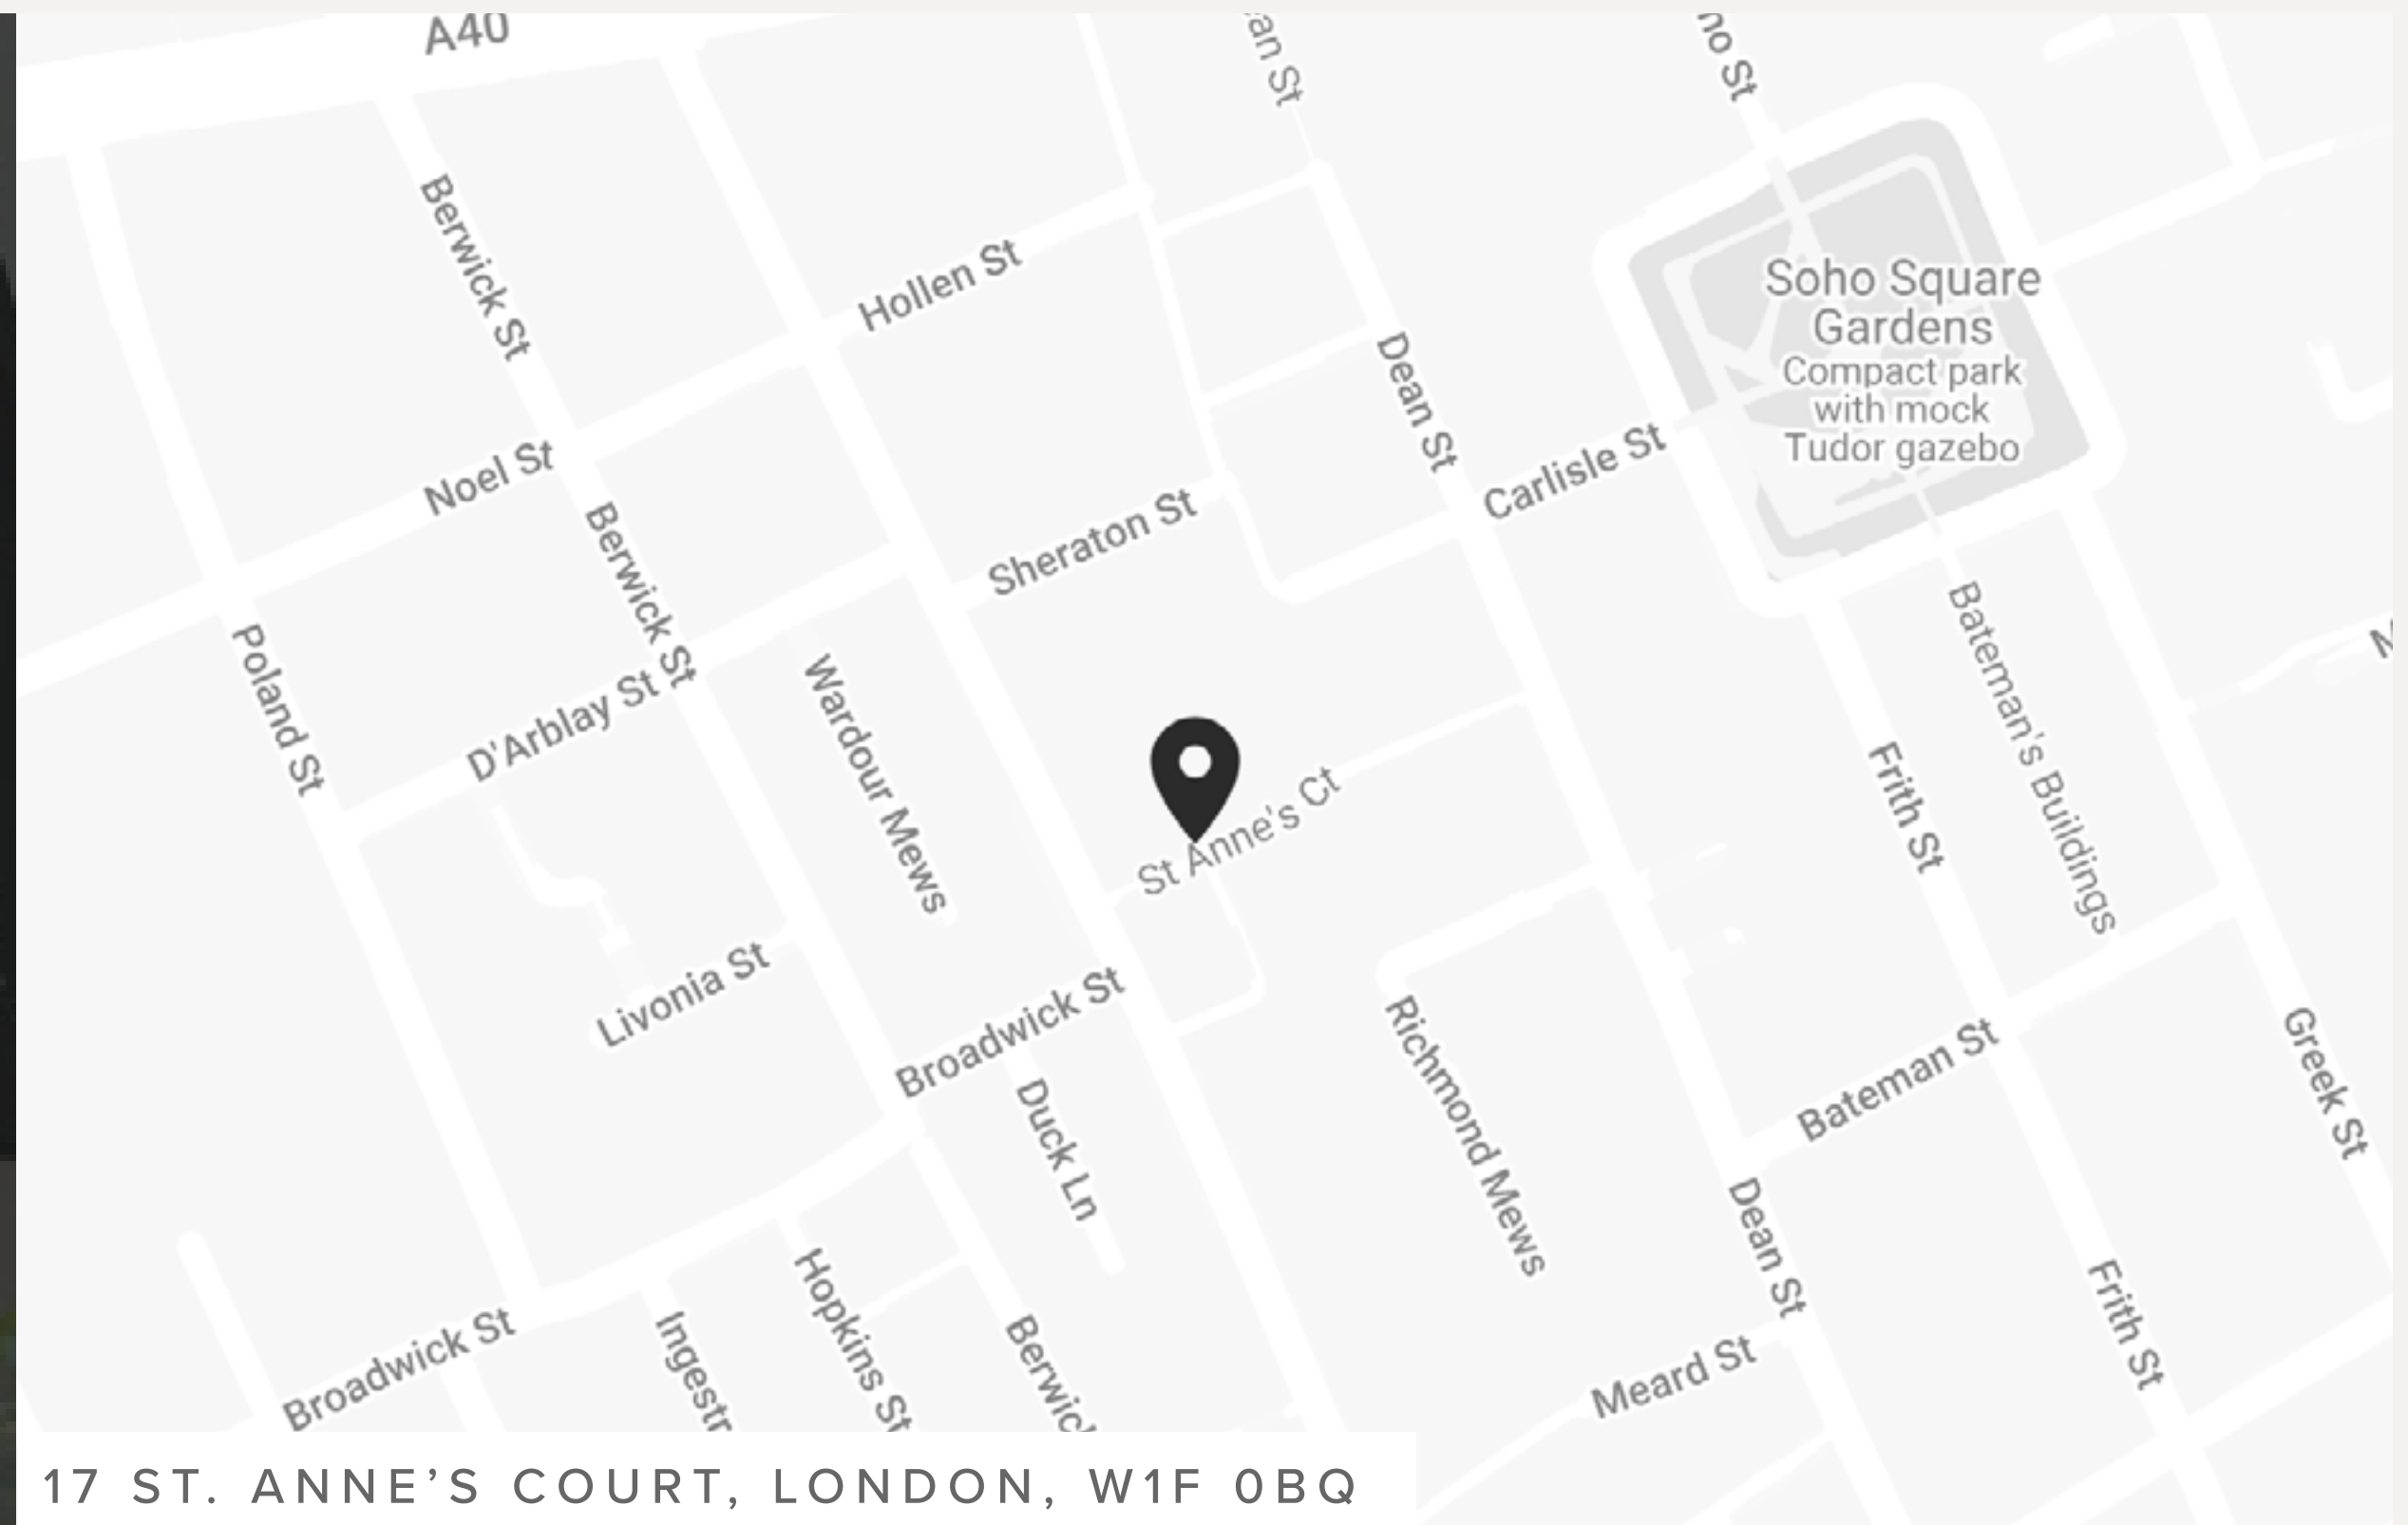 A40
Berwick St
Hollen St
Dean St
Soho Square
Gardens
Compact park
with mock
Tudor gazebo
Noel St
Carlisle St
Sheraton St
Berwick St
Poland St
D'Arblay St
Wardour Mews
St Anne's Ct
Bateman's Buildings
Frith St
Livonia St
Broadwick St
Duck Ln
Richmond Mews
Bateman St
Greek St
Dean St
Frith St
Meard St
Hopkins St
Broadwick St
17 ST. ANNE’S COURT, LONDON, W1F 0BQ